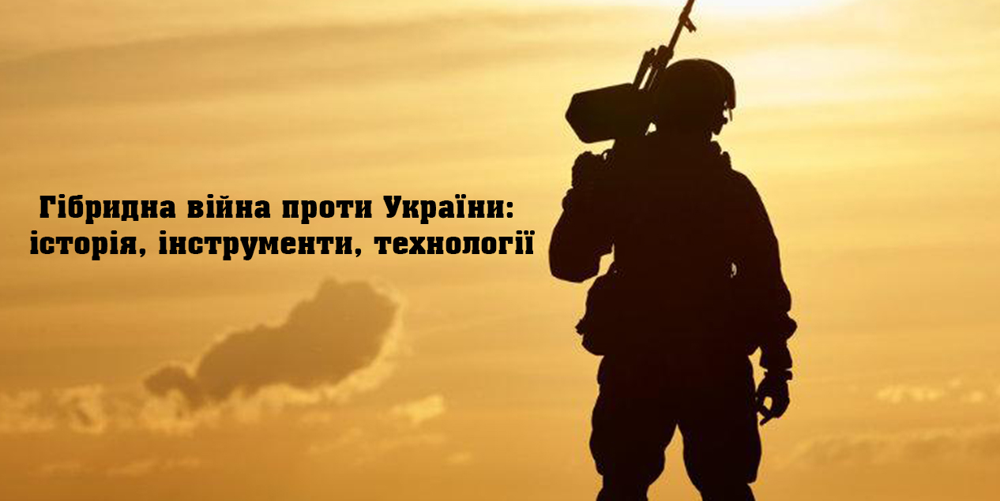 Гібридна війна проти України:
історія, інструменти, технології